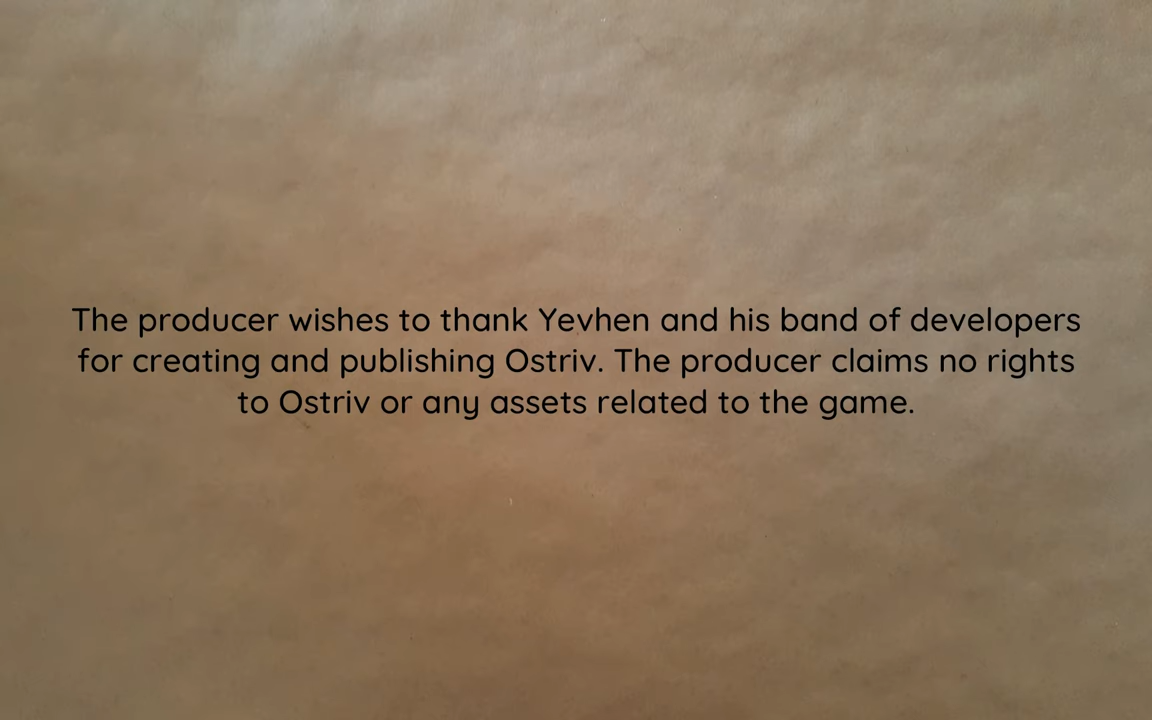 The producer wishes to thank Yevhen and his band of developers
for creating and publishing Ostriv. The producer claims no rights
to Ostriv or any assets related to the game.